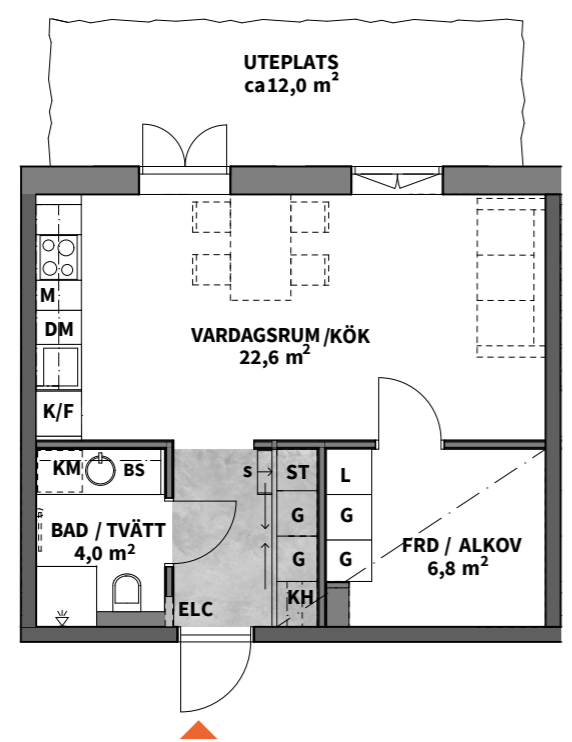 UTEPLATS
ca12,0 m²
M
DM
VARDAGSRUM/KÖK
22,6 m²
K/F
KM
BS
S
ST
L
G
G
BAD / TVÄTT
4,0 m²
FRD / ALKOV
6,8 m²
G
G
KH
ELC